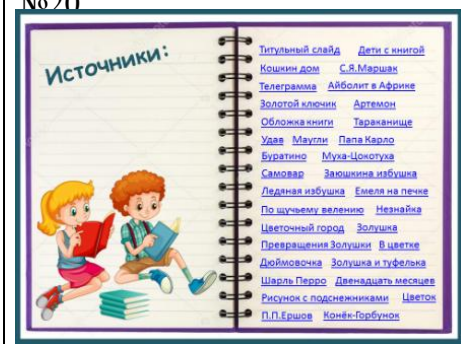 №20
Источники:
Титульный слайд Дети с книгой
Кошкин дом С.Я.Маршак
Телеграмма Айболит в Африке
Золотой ключик Артемон
Обложка книги Тараканище
Удав Маугли Папа Карло
Буратино Муха-Цокотуха
Самовар Заюшкина избушка
Ледяная избушка Емеля на печке
По щучьему велению Незнайка
Цветочный город Золушка
Превращения Золушки В цветке
Дюймовочка Золушка и туфелька
Шарль Перро Двенадцать месяцев
Рисунок с подснежниками Цветок
П.П.Ершов Конёк-Горбунок